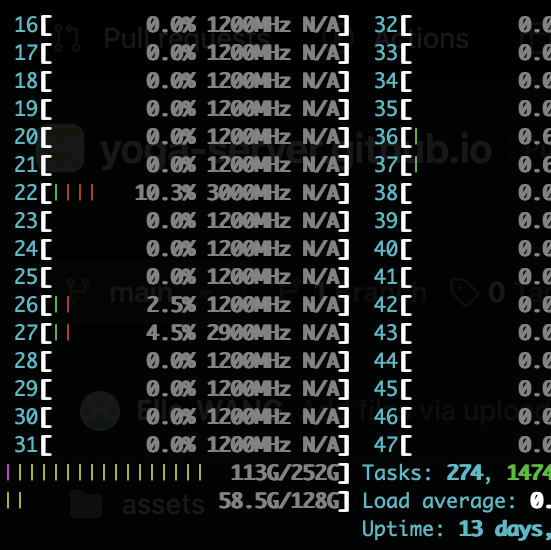 16[ 0.0% 1200MHz N/A] 32[ 0.
17[ 0.0% 1200MHz N/A] 33[ 0.
18[ 0.0% 1200MHz N/A] 34[ 0.
19[ 0.0% 1200MHz N/A] 35[ 0.
20[ 0.0% 1200MHz N/A] 36[| 0.
21[ 0.0% 1200MHz N/A] 37[| 0.
22[|||| 10.3% 3000MHz N/A] 38[ 0.
23[ 0.0% 1200MHz N/A] 39[ 0.
24[ 0.0% 1200MHz N/A] 40[ 0.
25[ 0.0% 1200MHz N/A] 41[ 0.
26[|| 2.5% 1200MHz N/A] 42[ 0.
27[|| 4.5% 2900MHz N/A] 43[ 0.
28[ 0.0% 1200MHz N/A] 44[ 0.
29[ 0.0% 1200MHz N/A] 45[ 0.
30[ 0.0% 1200MHz N/A] 46[ 0.
31[ 0.0% 1200MHz N/A] 47[ 0.
||||||||||||||||| 113G/252G] Tasks: 274, 1474
|| 58.5G/128G] Load average: 0.
Uptime: 13 days,
Pull requests Actions
yoga-server.github.io
main 1 Branch 0
files via upload
assets